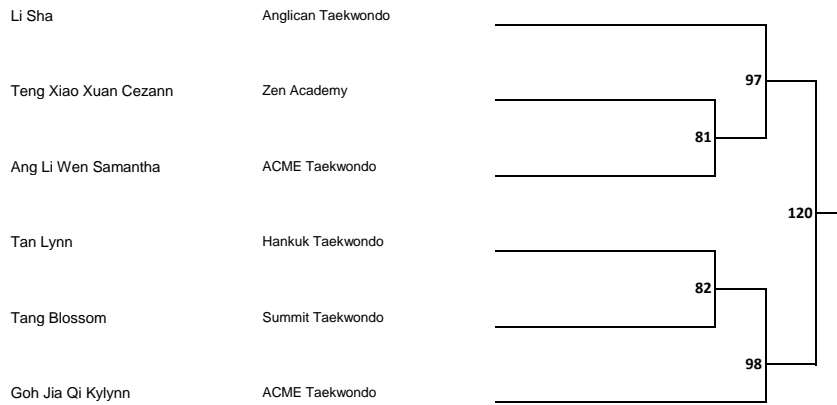 Li Sha Anglican Taekwondo
97
Teng Xiao Xuan Cezann Zen Academy
81
Ang Li Wen Samantha ACME Taekwondo
120
Tan Lynn Hankuk Taekwondo
82
Tang Blossom Summit Taekwondo
98
Goh Jia Qi Kylynn ACME Taekwondo